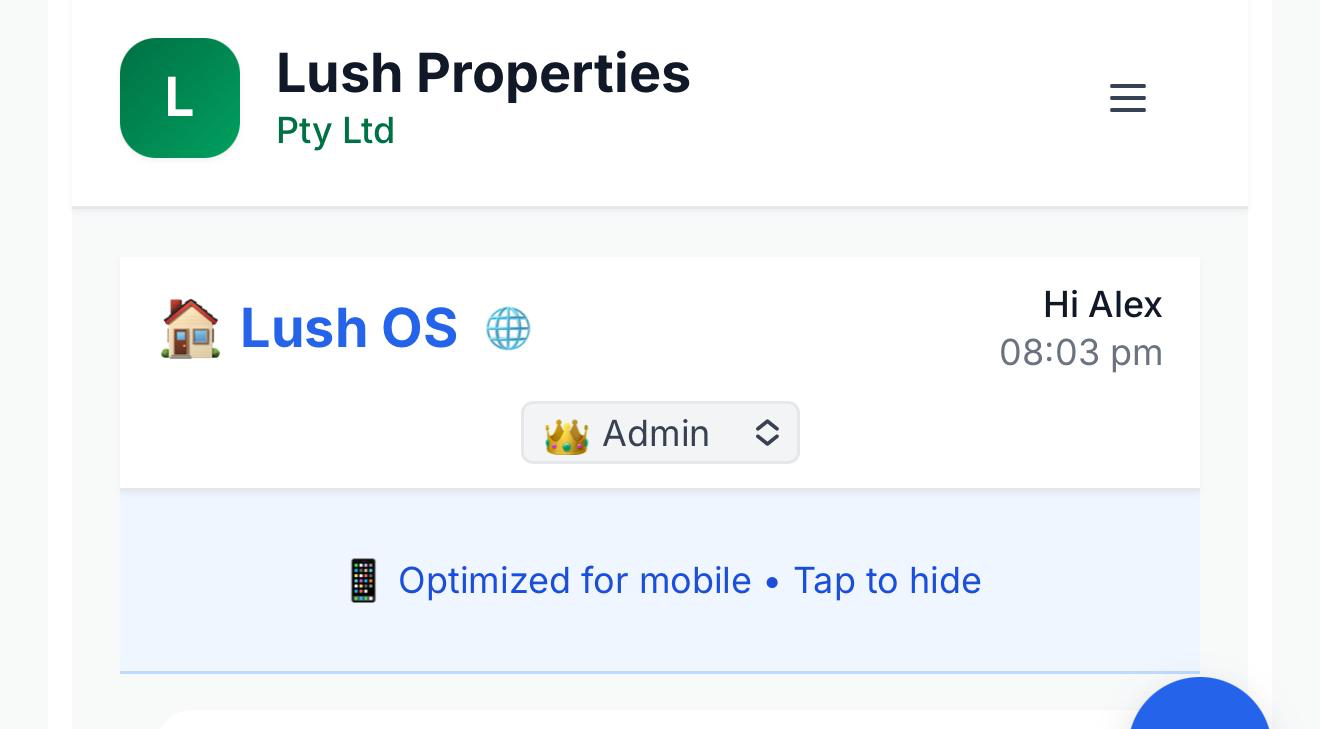 L
Lush Properties
Pty Ltd
🏠 Lush OS 🌐
Hi Alex
08:03 pm
👑 Admin
📱 Optimized for mobile • Tap to hide